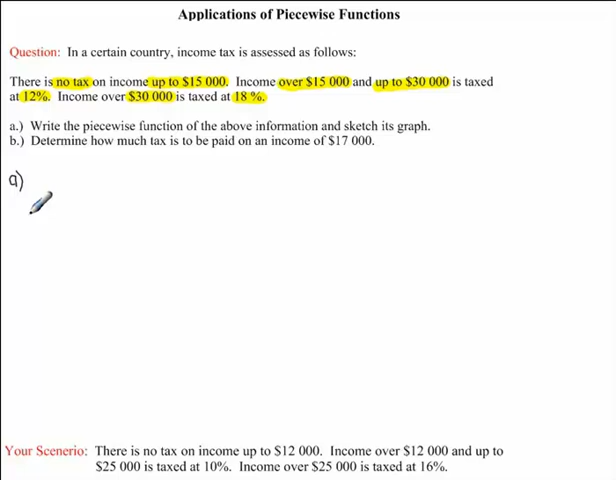 Applications of Piecewise Functions
Question: In a certain country, income tax is assessed as follows:
There is no tax on income up to $15 000. Income over $15 000 and up to $30 000 is taxed
at 12%. Income over $30 000 is taxed at 18 %.
a.) Write the piecewise function of the above information and sketch its graph.
b.) Determine how much tax is to be paid on an income of $17 000.
a)
Your Scenerio: There is no tax on income up to $12 000. Income over $12 000 and up to
$25 000 is taxed at 10%. Income over $25 000 is taxed at 16%.